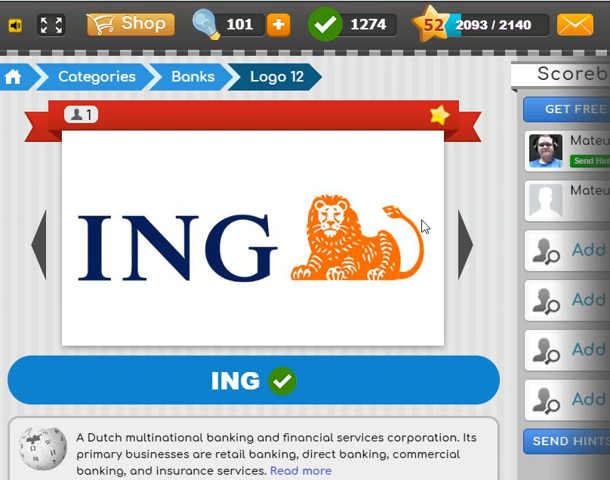 Shop 101 + 1274 52 2093 / 2140
Categories Banks Logo 12
Scoreb
1
GET FREE
Mateu
Send Hin
Mateu
ING
Add
Add
Add
Add
ING
SEND HINTS
A Dutch multinational banking and financial services corporation. Its
primary businesses are retail banking, direct banking, commercial
banking, and insurance services. Read more